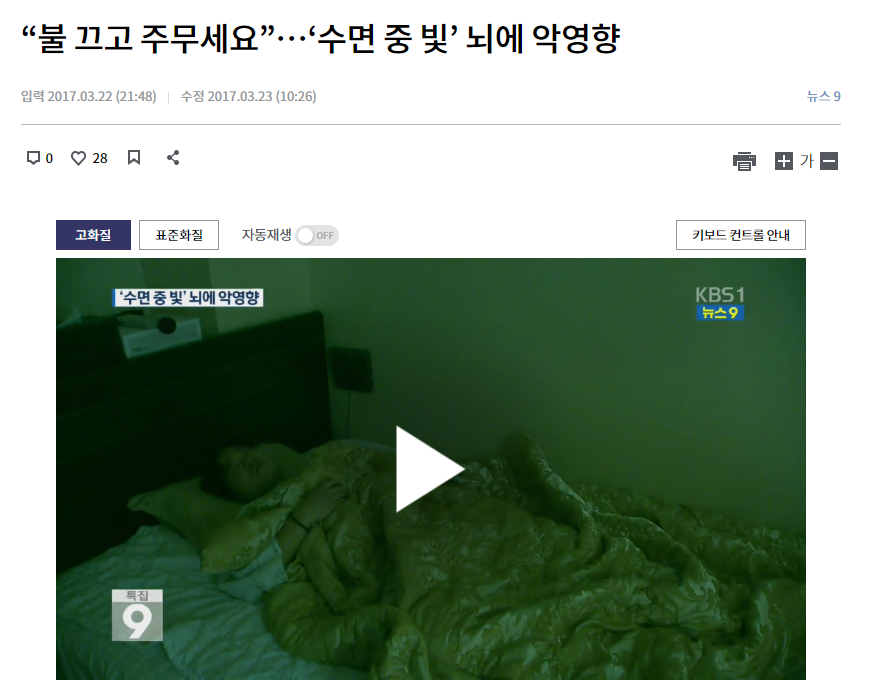 “불 끄고 주무세요”…‘수면 중 빛’ 뇌에 악영향
입력 2017.03.22 (21:48) | 수정 2017.03.23 (10:26) 뉴스 9
0 28 가
고화질 표준화질 자동재생 OFF 키보드 컨트롤 안내
‘수면 중 빛’ 뇌에 악영향
KBS1
뉴스9
특집
9